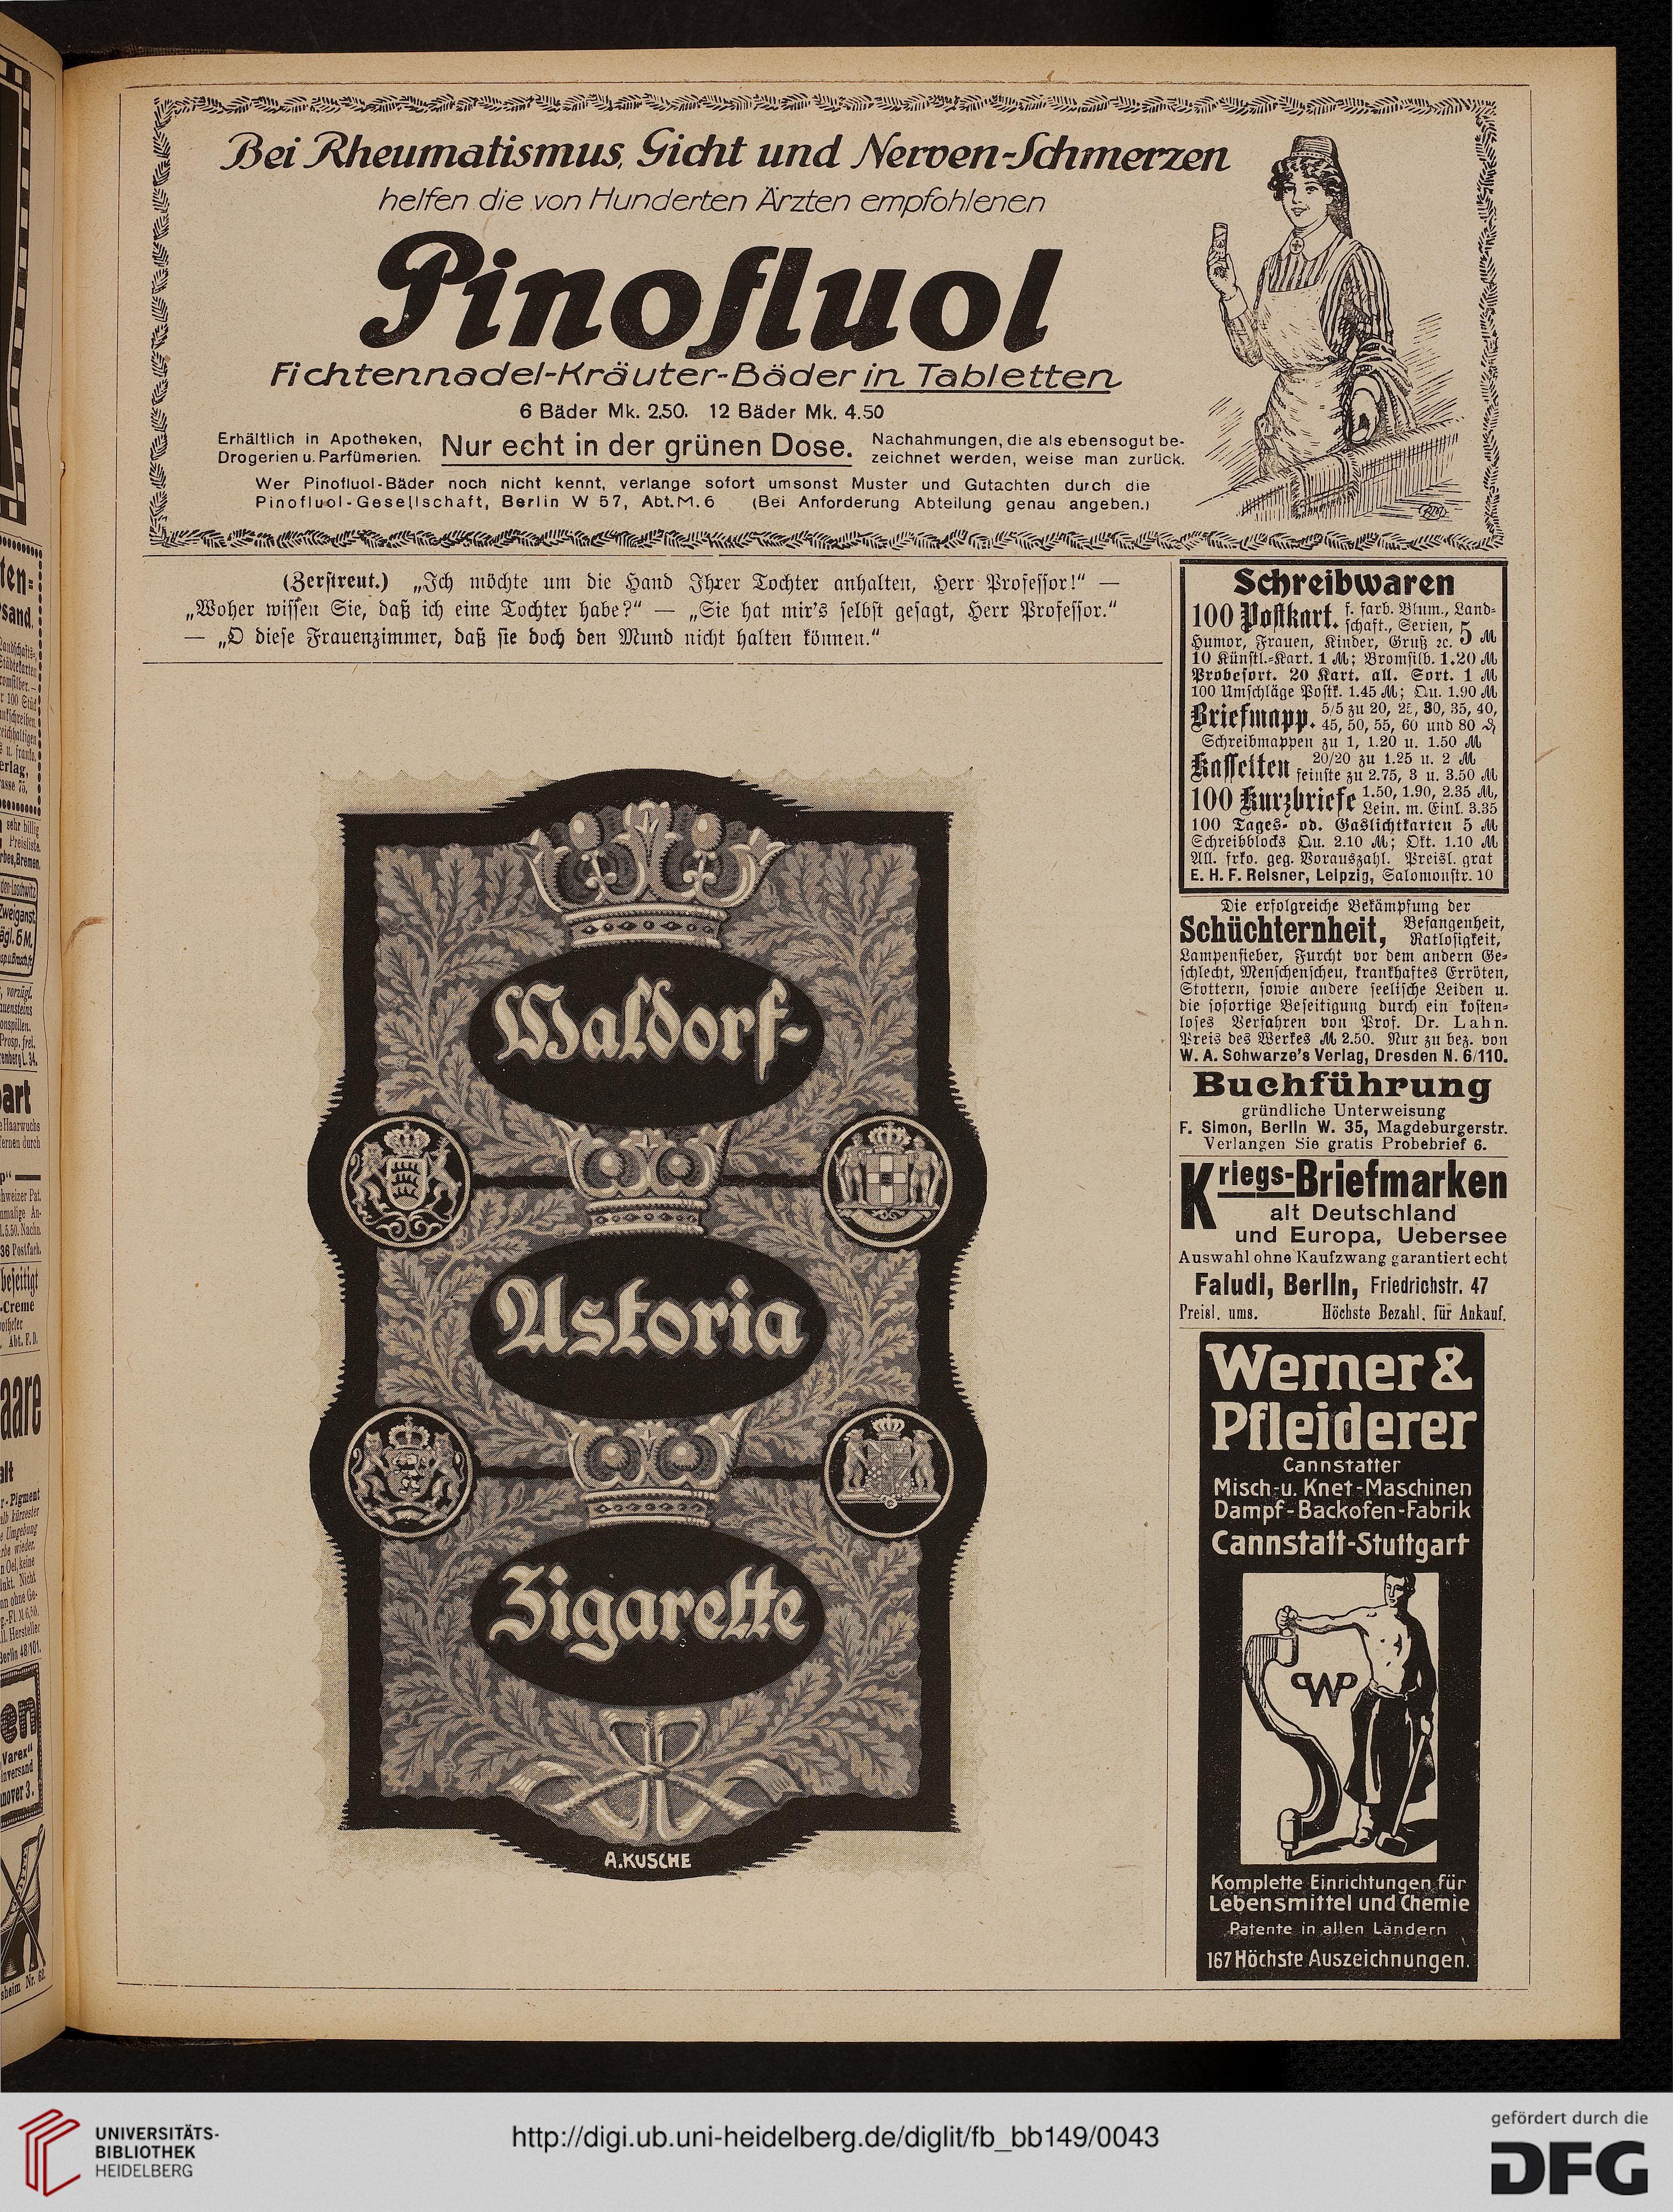 Bei Rheumatismus, Gicht und Nerven-Schmerzen
helfen die von Hunderten Ärzten empfohlenen
Pinofluol
Fichtennadel-Kräuter-Bäder in Tabletten
6 Bäder Mk. 2.50. 12 Bäder Mk. 4.50
Erhältlich in Apotheken,
Drogerien u. Parfümerien.
Nur echt in der grünen Dose.
Nachahmungen, die als ebensogut be-
zeichnet werden, weise man zurück.
Wer Pinofluol-Bäder noch nicht kennt, verlange sofort umsonst Muster und Gutachten durch die
Pinofluol-Gesellschaft, Berlin W 57, Abt. M. 6 (Bei Anforderung Abteilung genau angeben.)
(Zerstreut.) „Ich möchte um die Hand Ihrer Tochter anhalten, Herr Professor!“ —
„Woher wissen Sie, daß ich eine Tochter habe?“ — „Sie hat mir's selbst gesagt, Herr Professor.“
— „O diese Frauenzimmer, daß sie doch den Mund nicht halten können.“
Waldorf-
Astoria
Zigarette
A.KUSCHE
Schreibwaren
100 Postkart. f. farb. Blum., Land-
schaft., Serien,
Humor, Frauen, Kinder, Gruß ꝛc. 5 ℳ
10 Künstl.-Kart. 1 ℳ; Bromsilb. 1.20 ℳ
Probesort. 20 Kart. all. Sort. 1 ℳ
100 Umschläge Postk. 1.45 ℳ; Qu. 1.90 ℳ
Briefmapp. 5/5 zu 20, 25, 30, 35, 40,
45, 50, 55, 60 und 80 ₰
Schreibmappen zu 1, 1.20 u. 1.50 ℳ
Kassetten 20/20 zu 1.25 u. 2 ℳ
feinste zu 2.75, 3 u. 3.50 ℳ
100 Kurzbriefe 1.50, 1.90, 2.35 ℳ,
Lein. m. Einl. 3.35
100 Tages- od. Gaslichtkarten 5 ℳ
Schreibblocks Qu. 2.10 ℳ; Okt. 1.10 ℳ
All. frko. geg. Vorauszahl. Preisl. grat
E. H. F. Reisner, Leipzig, Salomonstr. 10
Die erfolgreiche Bekämpfung der
Schüchternheit, Befangenheit,
Ratlosigkeit,
Lampenfieber, Furcht vor dem andern Ge-
schlecht, Menschenscheu, krankhaftes Erröten,
Stottern, sowie andere seelische Leiden u.
die sofortige Beseitigung durch ein kosten-
loses Verfahren von Prof. Dr. Lahn.
Preis des Werkes ℳ 2.50. Nur zu bez. von
W. A. Schwarze's Verlag, Dresden N. 6/110.
Buchführung
gründliche Unterweisung
F. Simon, Berlin W. 35, Magdeburgerstr.
Verlangen Sie gratis Probebrief 6.
Kriegs-Briefmarken
alt Deutschland
und Europa, Uebersee
Auswahl ohne Kaufzwang garantiert echt
Faludi, Berlin, Friedrichstr. 47
Preisl. ums. Höchste Bezahl. für Ankauf.
Werner &
Pfleiderer
Cannstatter
Misch-u. Knet-Maschinen
Dampf-Backofen-Fabrik
Cannstatt-Stuttgart
WP
Komplette Einrichtungen für
Lebensmittel und Chemie
Patente in allen Ländern
167 Höchste Auszeichnungen.
UNIVERSITÄTS-
BIBLIOTHEK
HEIDELBERG
http://digi.ub.uni-heidelberg.de/diglit/fb_bb149/0043
gefördert durch die
DFG